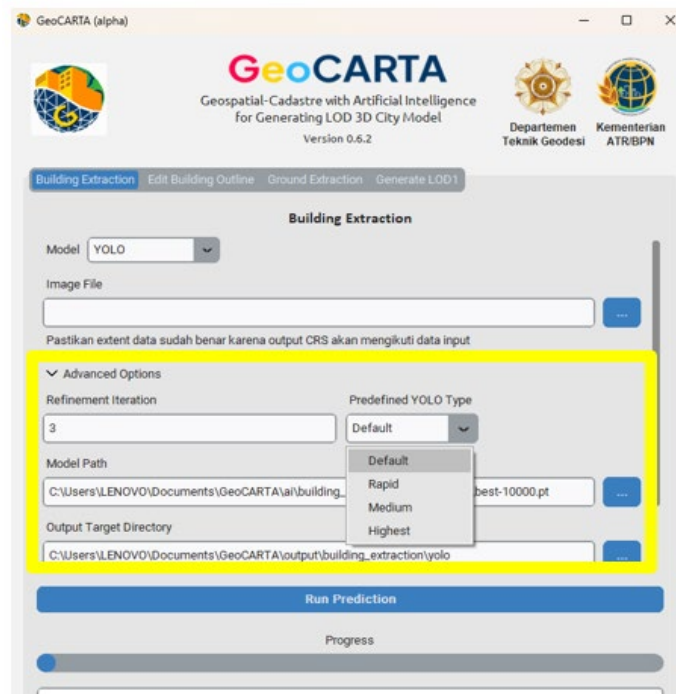 GeoCARTA (alpha)
GeoCARTA
Geospatial-Cadastre with Artificial Intelligence
for Generating LOD 3D City Model
Version 0.6.2
Departemen
Teknik Geodesi
Kementerian
ATR/BPN
Building Extraction Edit Building Outline Ground Extraction Generate LOD1
Building Extraction
Model YOLO
Image File
...
Pastikan extent data sudah benar karena output CRS akan mengikuti data input
Advanced Options
Refinement Iteration Predefined YOLO Type
3 Default
Default
Rapid
Medium
Highest
Model Path
C:\Users\LENOVO\Documents\GeoCARTA\ai\building_ best-10000.pt ...
Output Target Directory
C:\Users\LENOVO\Documents\GeoCARTA\output\building_extraction\yolo ...
Run Prediction
Progress